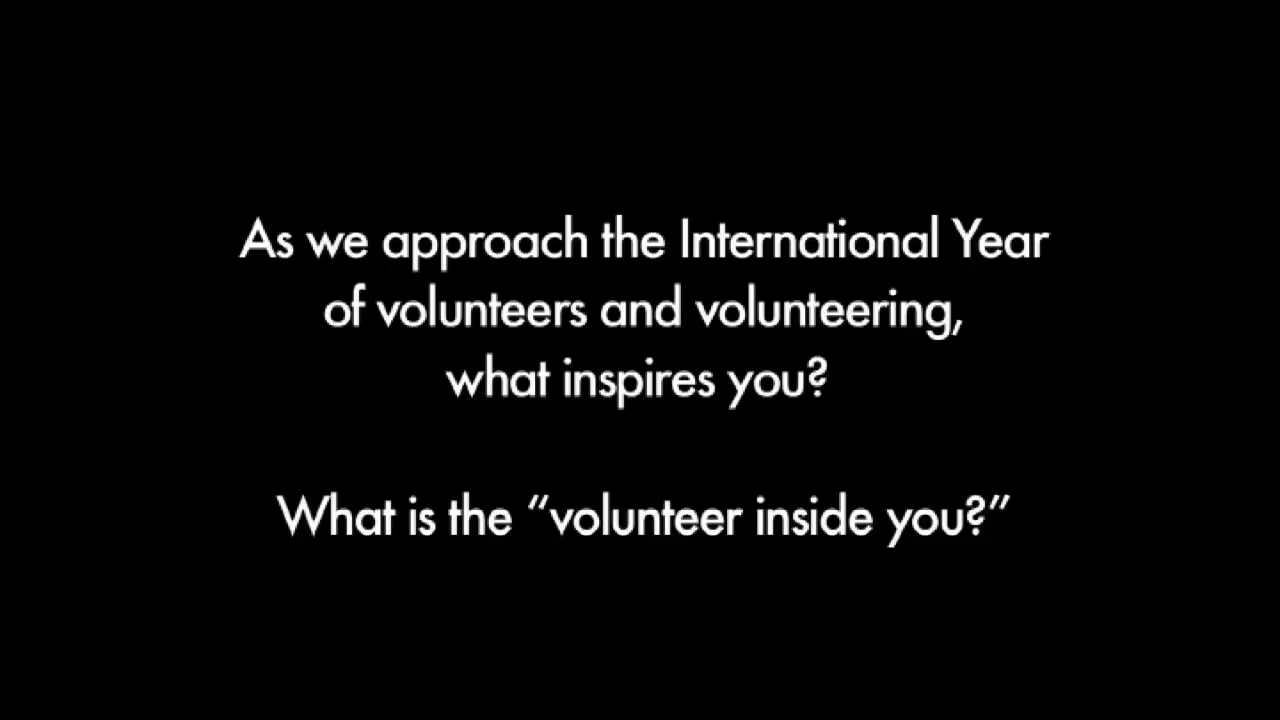 As we approach the International Year
of volunteers and volunteering,
what inspires you?
What is the “volunteer inside you?”